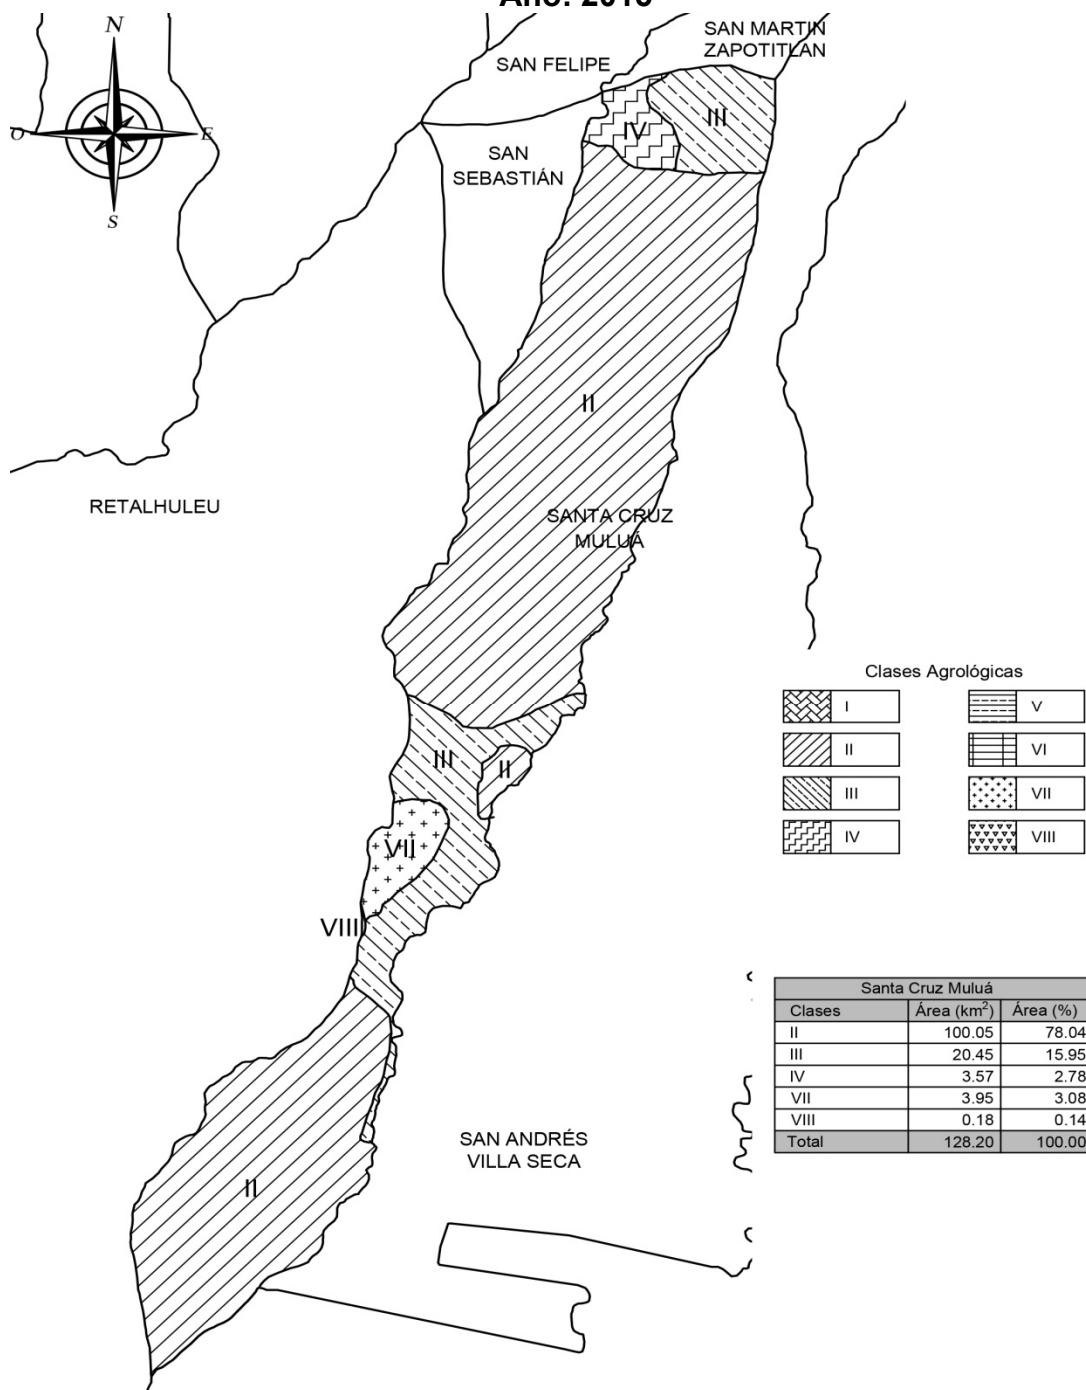 N
SAN MARTIN
ZAPOTITLAN
SAN FELIPE
O
E
IV
III
SAN
SEBASTIÁN
S
II
RETALHULEU
SANTA CRUZ
MULUÁ
Clases Agrológicas
I
V
II
VI
III
VII
IV
VIII
III
II
VII
VIII
Santa Cruz Muluá
Clases Área (km²) Área (%)
II 100.05 78.04
III 20.45 15.95
IV 3.57 2.78
VII 3.95 3.08
VIII 0.18 0.14
Total 128.20 100.00
SAN ANDRÉS
VILLA SECA
II